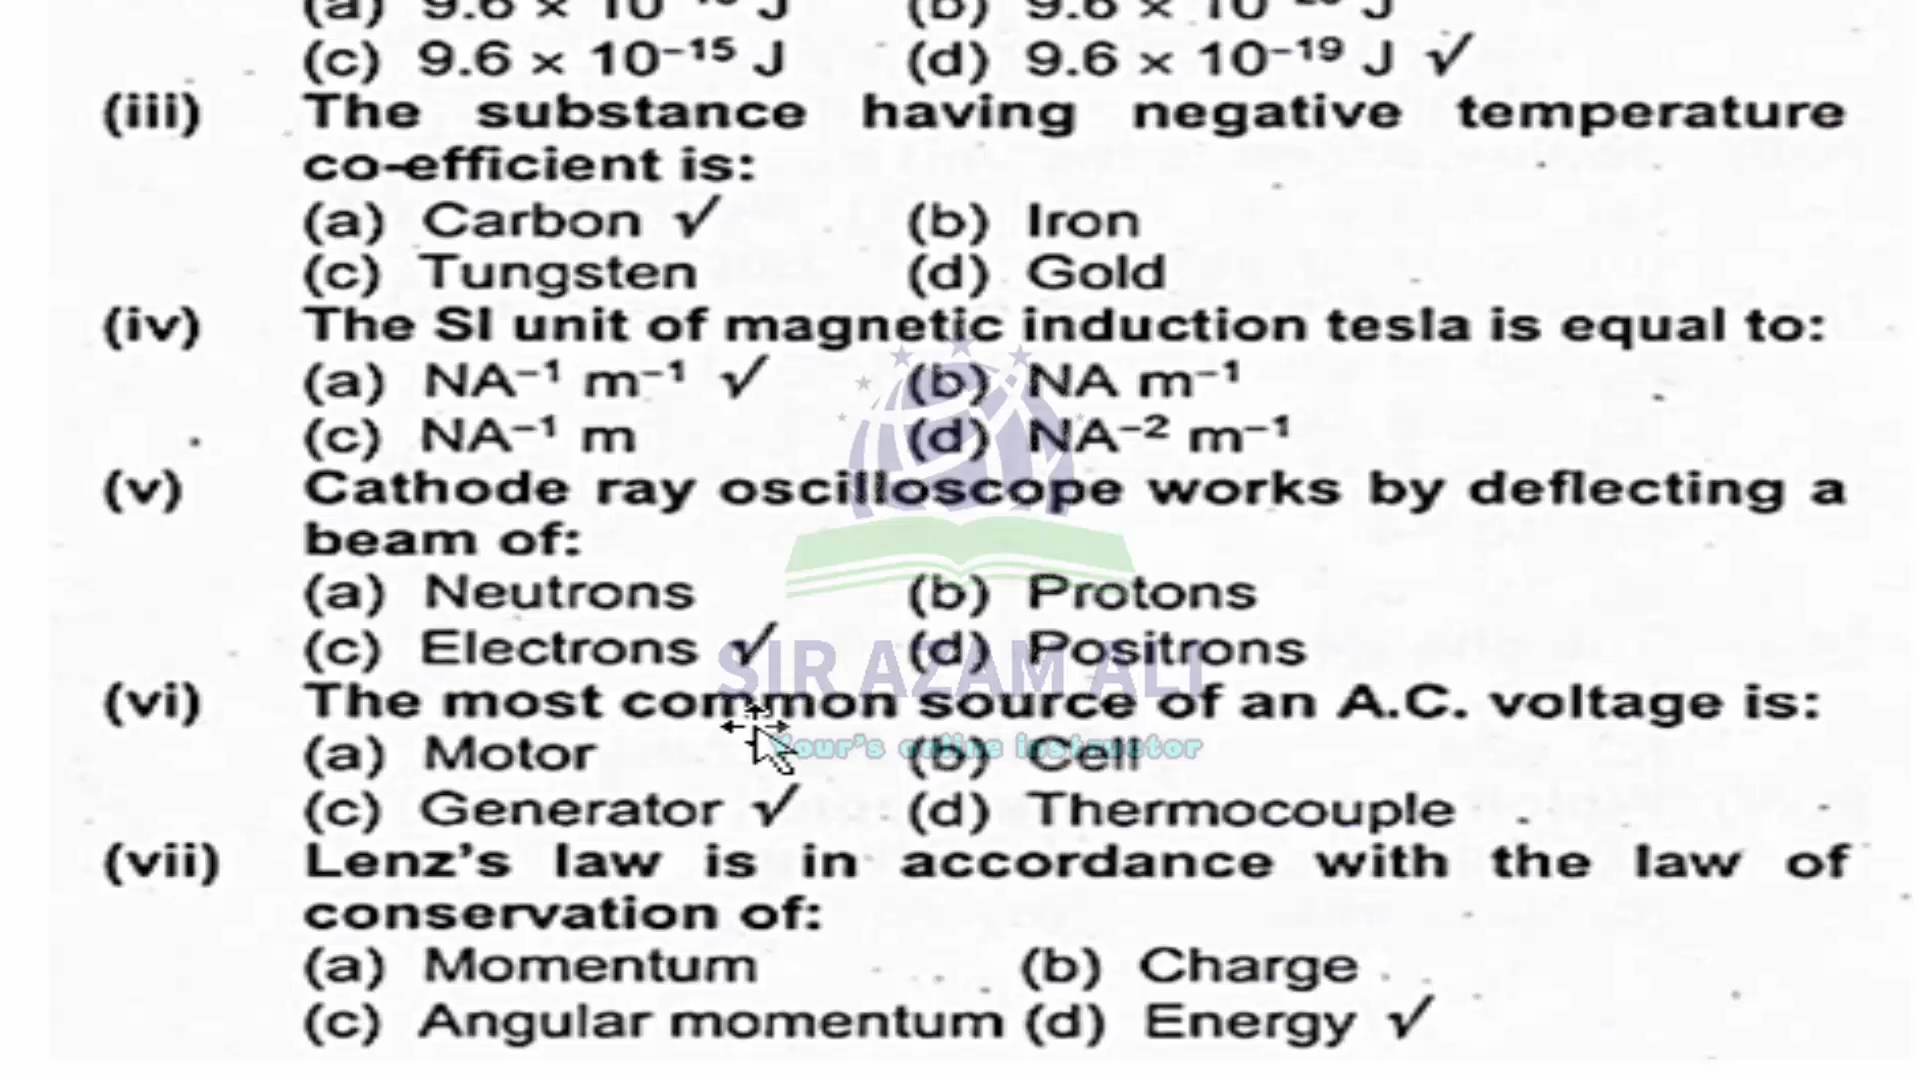 (c) 9.6 × 10⁻¹⁵ J (d) 9.6 × 10⁻¹⁹ J √
(iii) The substance having negative temperature
co-efficient is:
(a) Carbon √ (b) Iron
(c) Tungsten (d) Gold
(iv) The SI unit of magnetic induction tesla is equal to:
(a) NA⁻¹ m⁻¹ √ (b) NA m⁻¹
(c) NA⁻¹ m (d) NA⁻² m⁻¹
(v) Cathode ray oscilloscope works by deflecting a
beam of:
(a) Neutrons (b) Protons
(c) Electrons √ (d) Positrons
SIR AZAM ALI
(vi) The most common source of an A.C. voltage is:
Your's online instructor
(a) Motor (b) Cell
(c) Generator √ (d) Thermocouple
(vii) Lenz's law is in accordance with the law of
conservation of:
(a) Momentum (b) Charge
(c) Angular momentum (d) Energy √